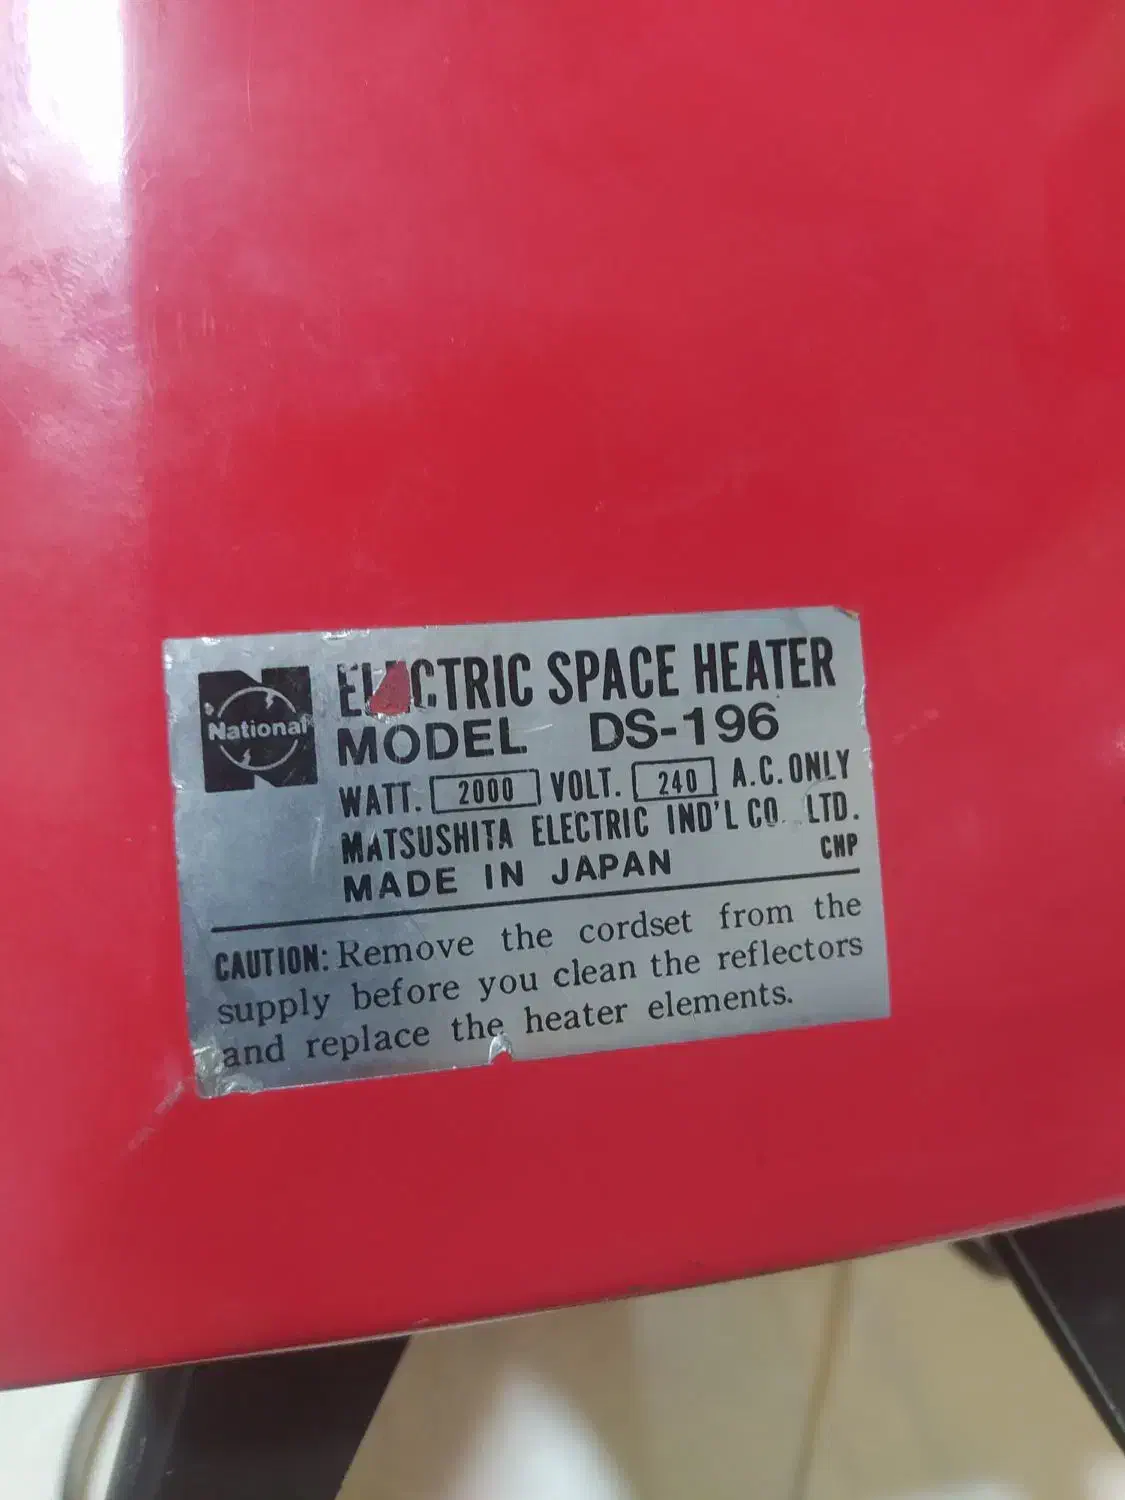 National
ELECTRIC SPACE HEATER
MODEL DS-196
WATT. 2000 VOLT. 240 A.C. ONLY
MATSUSHITA ELECTRIC IND'L CO. LTD.
MADE IN JAPAN CHP
CAUTION: Remove the cordset from the
supply before you clean the reflectors
and replace the heater elements.